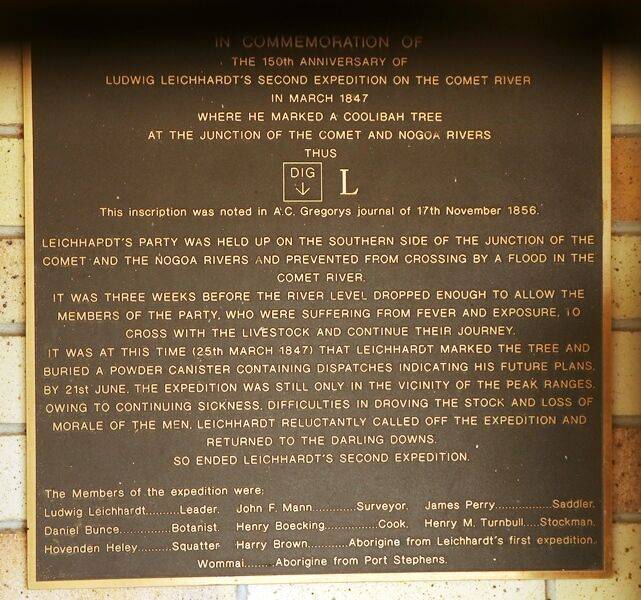 IN COMMEMORATION OF
THE 150th ANNIVERSARY OF
LUDWIG LEICHHARDT'S SECOND EXPEDITION ON THE COMET RIVER
IN MARCH 1847
WHERE HE MARKED A COOLIBAH TREE
AT THE JUNCTION OF THE COMET AND NOGOA RIVERS
THUS
DIG L
This inscription was noted in A.C. Gregorys journal of 17th November 1856.
LEICHHAPDT'S PARTY WAS HELD UP ON THE SOUTHERN SIDE OF THE JUNCTION OF THE
COMET AND THE NOGOA RIVERS AND PREVENTED FROM CROSSING BY A FLOOD IN THE
COMET RIVER.
IT WAS THREE WEEKS BEFORE THE RIVER LEVEL DROPPED ENOUGH TO ALLOW THE
MEMBERS OF THE PARTY, WHO WERE SUFFERING FROM FEVER AND EXPOSURE, TO
CROSS WITH THE LIVESTOCK AND CONTINUE THEIR JOURNEY.
IT WAS AT THIS TIME (25th MARCH 1847) THAT LEICHHARDT MARKED THE TREE AND
BURIED A POWDER CANISTER CONTAINING DISPATCHES INDICATING HIS FUTURE PLANS.
BY 21st JUNE, THE EXPEDITION WAS STILL ONLY IN THE VICINITY OF THE PEAK RANGES.
OWING TO CONTINUING SICKNESS, DIFFICULTIES IN DROVING THE STOCK AND LOSS OF
MORALE OF THE MEN, LEICHHARDT RELUCTANTLY CALLED OFF THE EXPEDITION AND
RETURNED TO THE DARLING DOWNS.
SO ENDED LEICHHARDT'S SECOND EXPEDITION.
The Members of the expedition were:
Ludwig Leichhardt.........Leader. John F. Mann............Surveyor. James Perry................Saddler.
Daniel Bunce..............Botanist. Henry Boecking...............Cook. Henry M. Turnbull.....Stockman.
Hovenden Heley.........Squatter. Harry Brown...........Aborigine from Leichhardt's first expedition.
Wommai........Aborigine from Port Stephens.